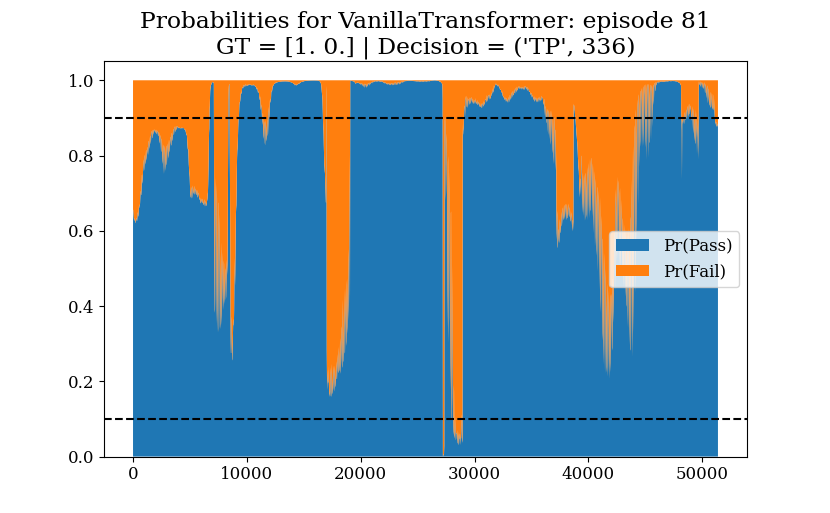 Probabilities for VanillaTransformer: episode 81
GT = [1. 0.] | Decision = ('TP', 336)
1.0
0.8
0.6
0.4
0.2
0.0
Pr(Pass)
Pr(Fail)
0 10000 20000 30000 40000 50000